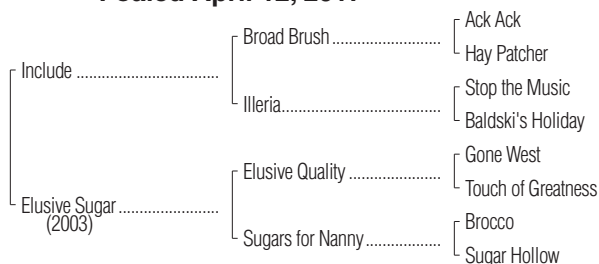 Foaled April 12,
Ack Ack
Broad Brush
Hay Patcher
Include
Stop the Music
Illeria
Baldski's Holiday
Gone West
Elusive Quality
Touch of Greatness
Elusive Sugar
(2003)
Brocco
Sugars for Nanny
Sugar Hollow